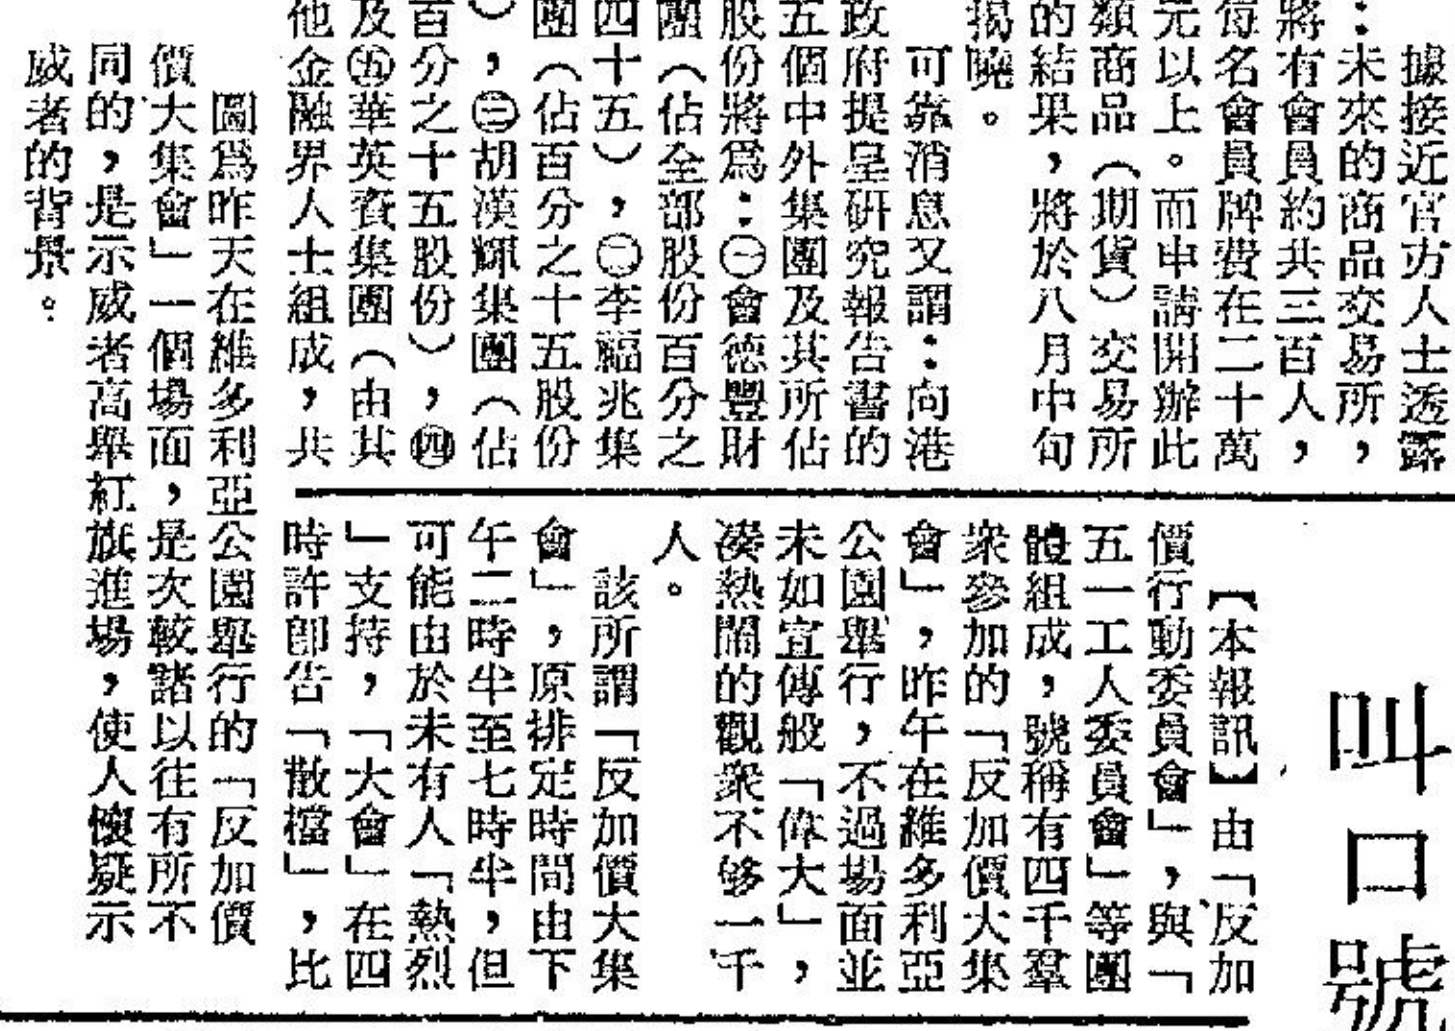 據接近官方人士透露
：未來的商品交易所，
將有會員約共三百人，
每名會員牌費在二十萬
元以上。而申請開辦此
類商品（期貨）交易所
的結果，將於八月中旬
揭曉。
可靠消息又謂：向港
政府提呈研究報告書的
五個中外集團及其所佔
股份將為：㊀會德豐財
團（佔全部股份百分之
四十五），㊁李福兆集
團（佔百分之十五股份
），㊂胡漢輝集團（佔
百分之十五股份），㊃
及㊄華英資集團（由其
他金融界人士組成，共
叫口號
【本報訊】由「反加
價行動委員會」，與「
五一工人委員會」等團
體組成，號稱有四千羣
衆參加的「反加價大集
會」，昨午在維多利亞
公園舉行，不過場面並
未如宣傳般「偉大」，
湊熱鬧的觀衆不够一千
人。
該所謂「反加價大集
會」，原排定時間由下
午二時半至七時半，但
可能由於未有人「熱烈
」支持，「大會」在四
時許卽告「散檔」，比
圖爲昨天在維多利亞公園舉行的「反加價
價大集會」一個場面，是次較諸以往有所不
同的，是示威者高舉紅旗進場，使人懷疑示
威者的背景。